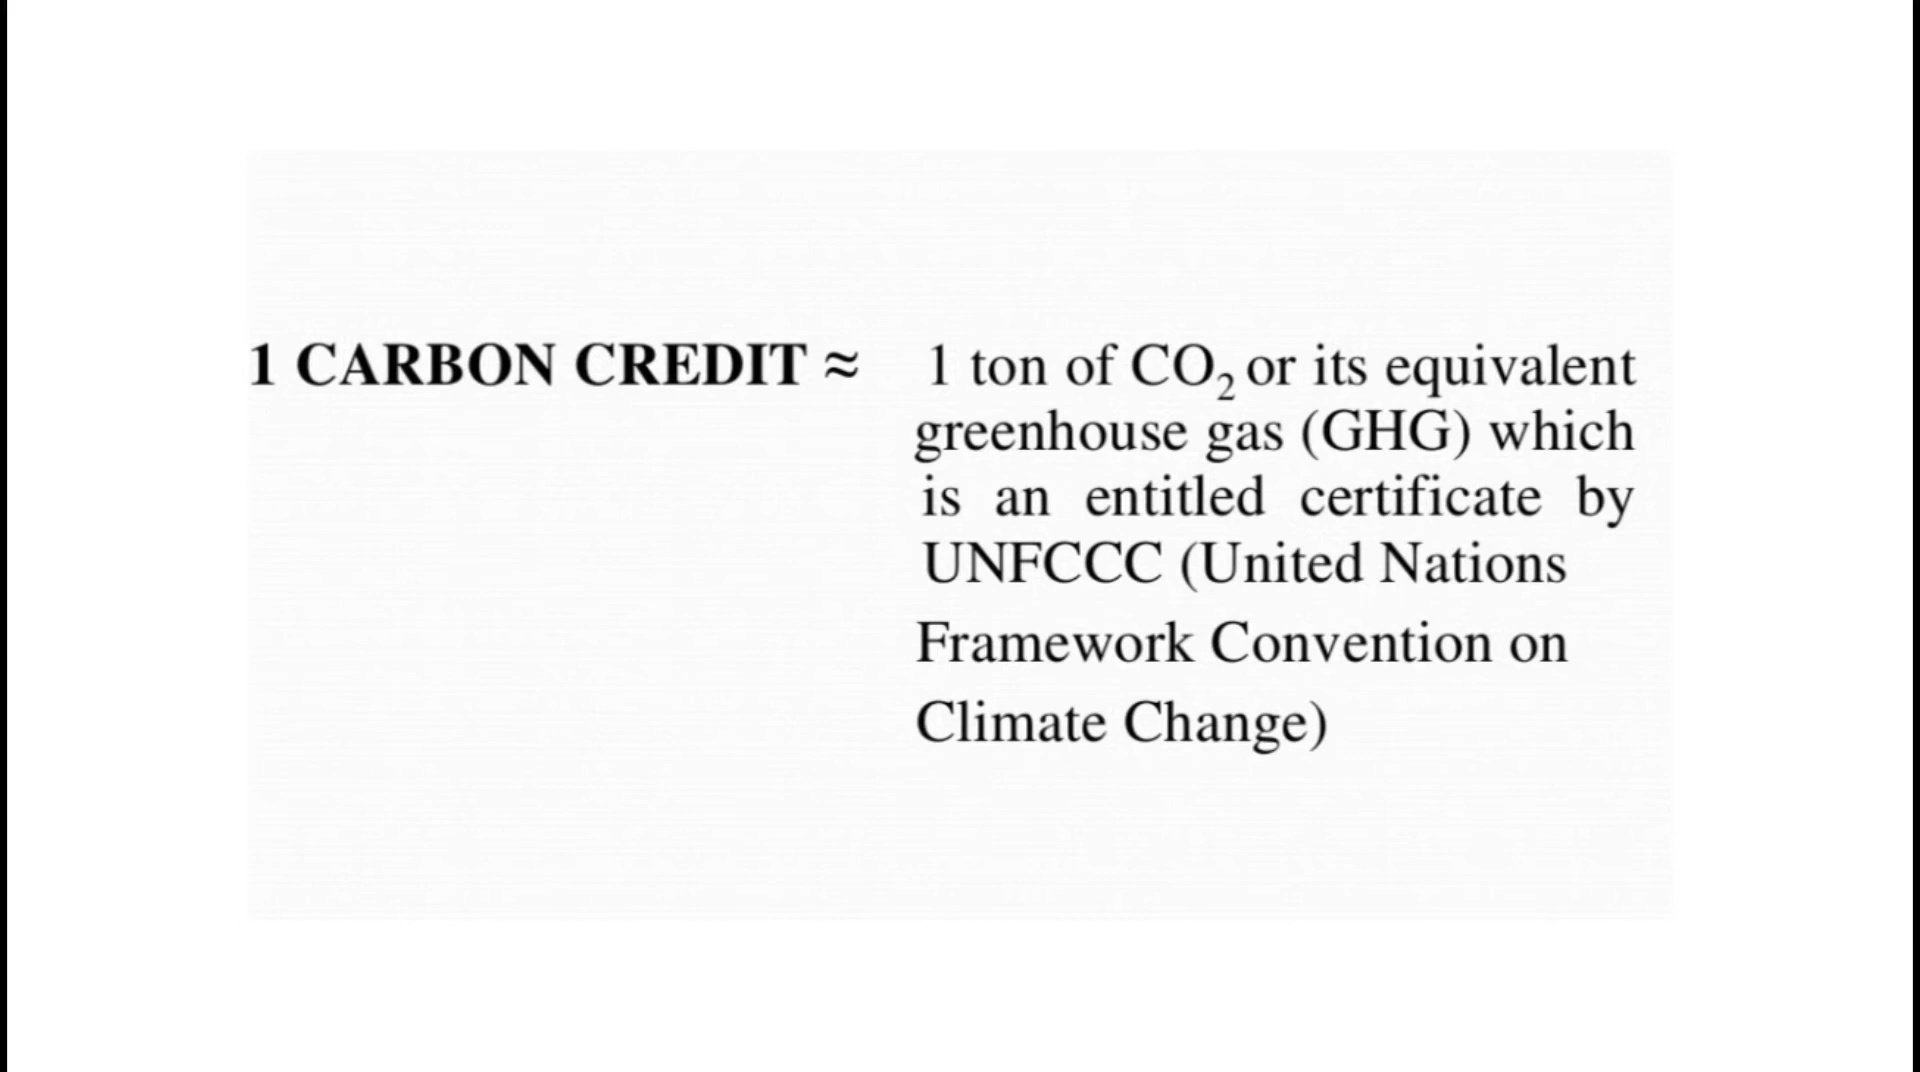 1 CARBON CREDIT ≈ 1 ton of CO₂ or its equivalent
greenhouse gas (GHG) which
is an entitled certificate by
UNFCCC (United Nations
Framework Convention on
Climate Change)